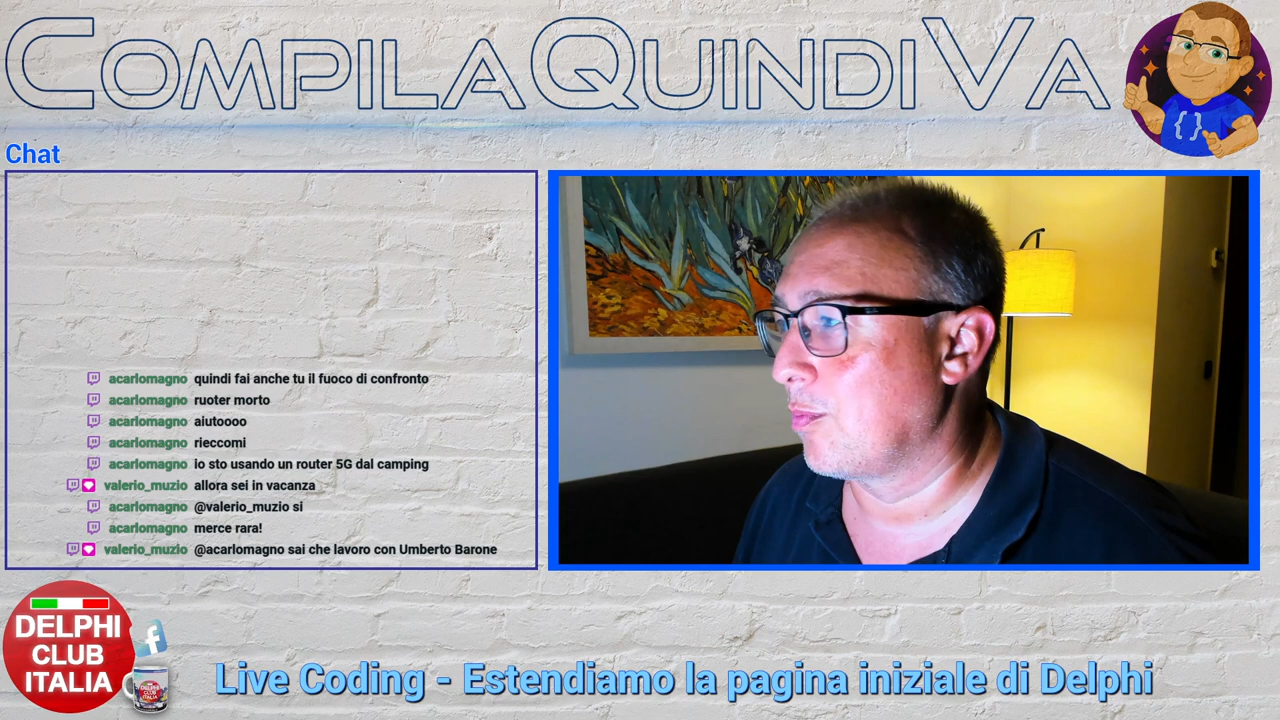 CompilaQuindiVa
{ }
Chat
acarlomagno quindi fai anche tu il fuoco di confronto
acarlomagno ruoter morto
acarlomagno aiutoooo
acarlomagno rieccomi
acarlomagno io sto usando un router 5G dal camping
valerio_muzio allora sei in vacanza
acarlomagno @valerio_muzio si
acarlomagno merce rara!
valerio_muzio @acarlomagno sai che lavoro con Umberto Barone
DELPHI
CLUB
ITALIA
f
DELPHI
CLUB
ITALIA
Live Coding - Estendiamo la pagina iniziale di Delphi